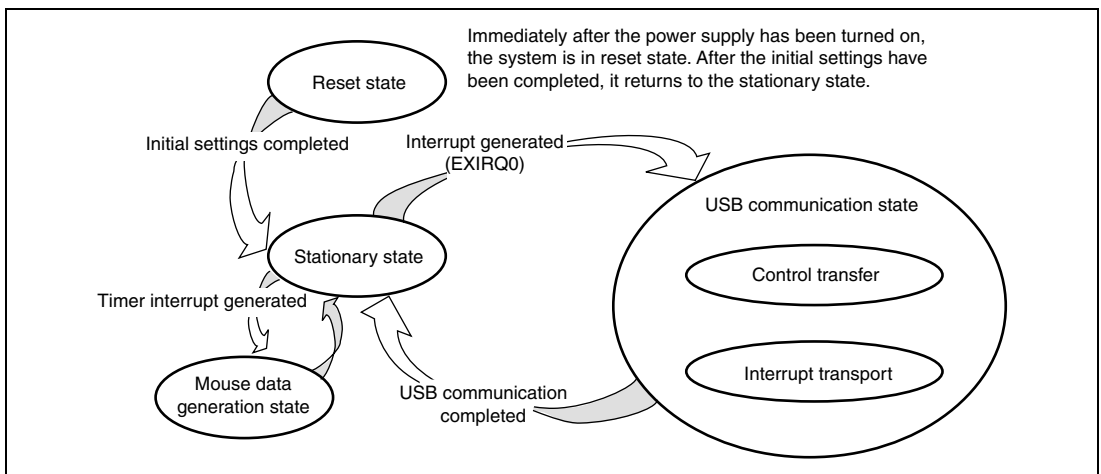 Immediately after the power supply has been turned on,
the system is in reset state. After the initial settings have
been completed, it returns to the stationary state.
Reset state
Initial settings completed
Interrupt generated
(EXIRQ0)
USB communication state
Stationary state
Control transfer
Timer interrupt generated
Mouse data
generation state
USB communication
completed
Interrupt transport